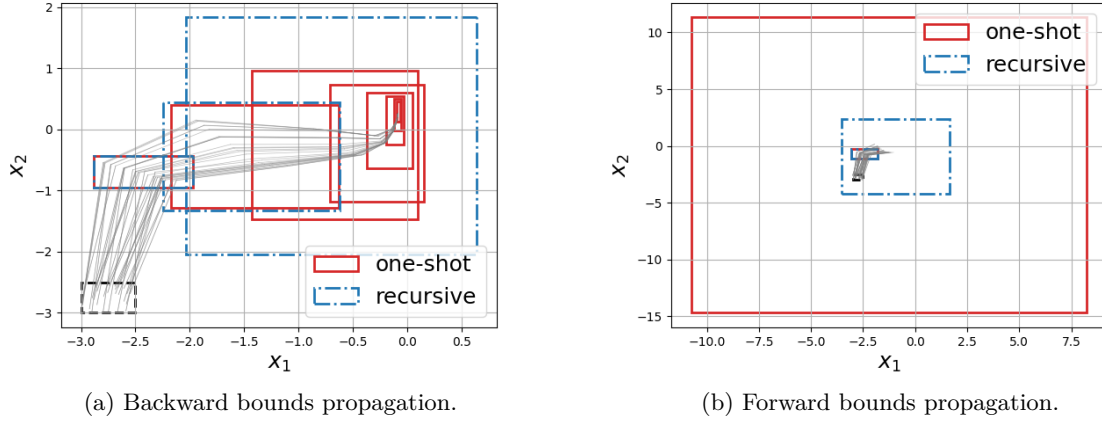 2
1
0
−1
−2
−3
x2
−3.0 −2.5 −2.0 −1.5 −1.0 −0.5 0.0 0.5
x1
one-shot
recursive
(a) Backward bounds propagation.
10
5
0
−5
−10
−15
x2
−10.0 −7.5 −5.0 −2.5 0.0 2.5 5.0 7.5
x1
one-shot
recursive
(b) Forward bounds propagation.